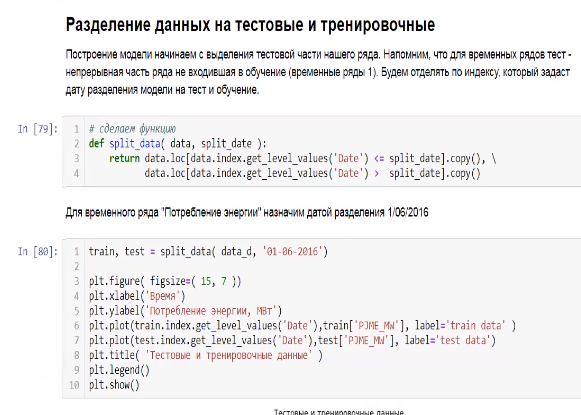 Разделение данных на тестовые и тренировочные
Построение модели начинаем с выделения тестовой части нашего ряда. Напомним, что для временных рядов тест -
непрерывная часть ряда не входившая в обучение (временные ряды 1). Будем отделять по индексу, который задаст
дату разделения модели на тест и обучение.
In [79]:
1 # сделаем функцию
2 def split_data( data, split_date ):
3 return data.loc[data.index.get_level_values('Date') <= split_date].copy(), \
4 data.loc[data.index.get_level_values('Date') > split_date].copy()
Для временного ряда "Потребление энергии" назначим датой разделения 1/06/2016
In [80]:
1 train, test = split_data( data_d, '01-06-2016')
2
3 plt.figure( figsize=( 15, 7 ))
4 plt.xlabel('Время')
5 plt.ylabel('Потребление энергии, МВт')
6 plt.plot(train.index.get_level_values('Date'),train['PJME_MW'], label='train data' )
7 plt.plot(test.index.get_level_values('Date'),test['PJME_MW'], label='test data')
8 plt.title( 'Тестовые и тренировочные данные' )
9 plt.legend()
10 plt.show()
Тестовые и тренировочные данные